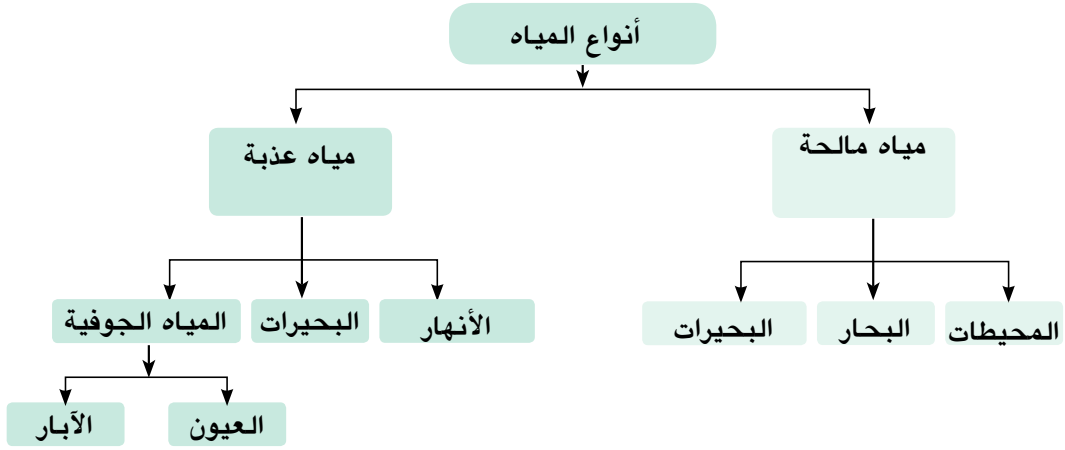 أنواع المياه
مياه مالحة
مياه عذبة
المحيطات
البحار
البحيرات
الأنهار
البحيرات
المياه الجوفية
العيون
الآبار